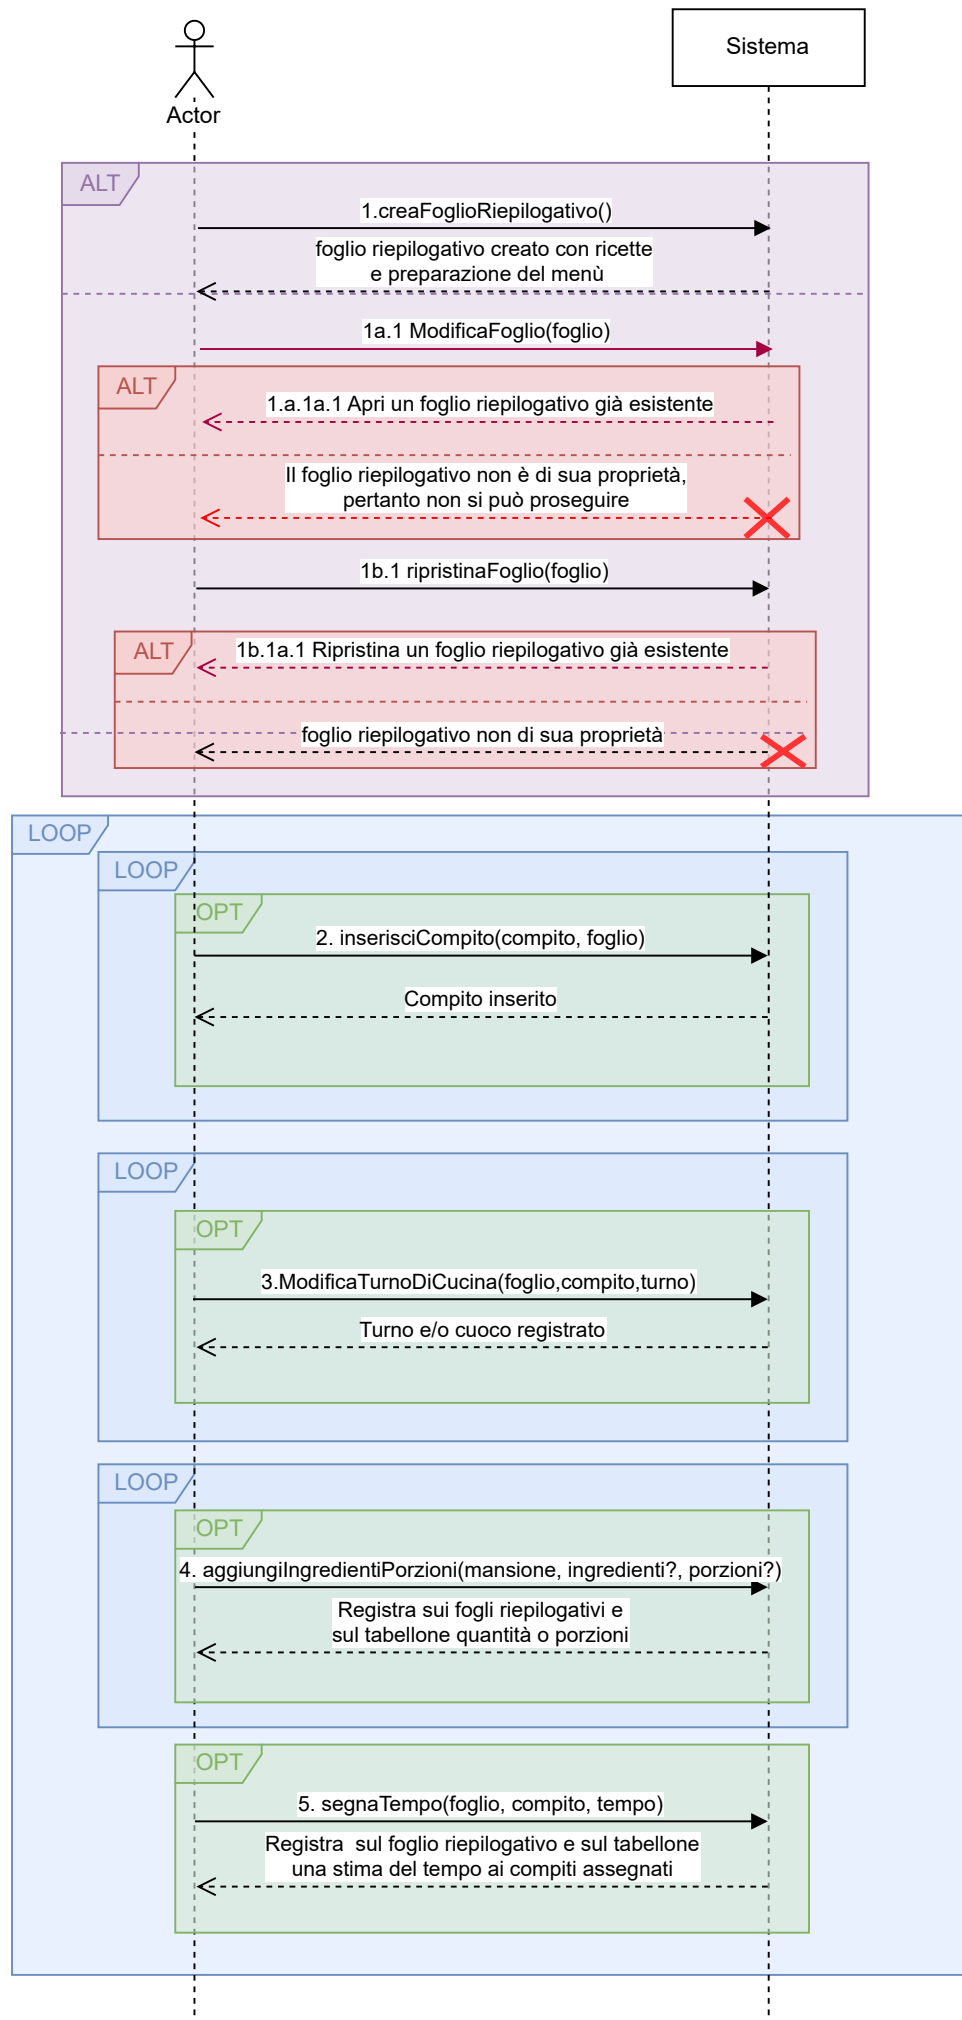 Sistema
Actor
ALT
1.creaFoglioRiepilogativo()
foglio riepilogativo creato con ricette
e preparazione del menù
1a.1 ModificaFoglio(foglio)
ALT
1.a.1a.1 Apri un foglio riepilogativo già esistente
Il foglio riepilogativo non è di sua proprietà,
pertanto non si può proseguire
1b.1 ripristinaFoglio(foglio)
ALT
1b.1a.1 Ripristina un foglio riepilogativo già esistente
foglio riepilogativo non di sua proprietà
LOOP
LOOP
OPT
2. inserisciCompito(compito, foglio)
Compito inserito
LOOP
OPT
3.ModificaTurnoDiCucina(foglio,compito,turno)
Turno e/o cuoco registrato
LOOP
OPT
4. aggiungiIngredientiPorzioni(mansione, ingredienti?, porzioni?)
Registra sui fogli riepilogativi e
sul tabellone quantità o porzioni
OPT
5. segnaTempo(foglio, compito, tempo)
Registra  sul foglio riepilogativo e sul tabellone
una stima del tempo ai compiti assegnati